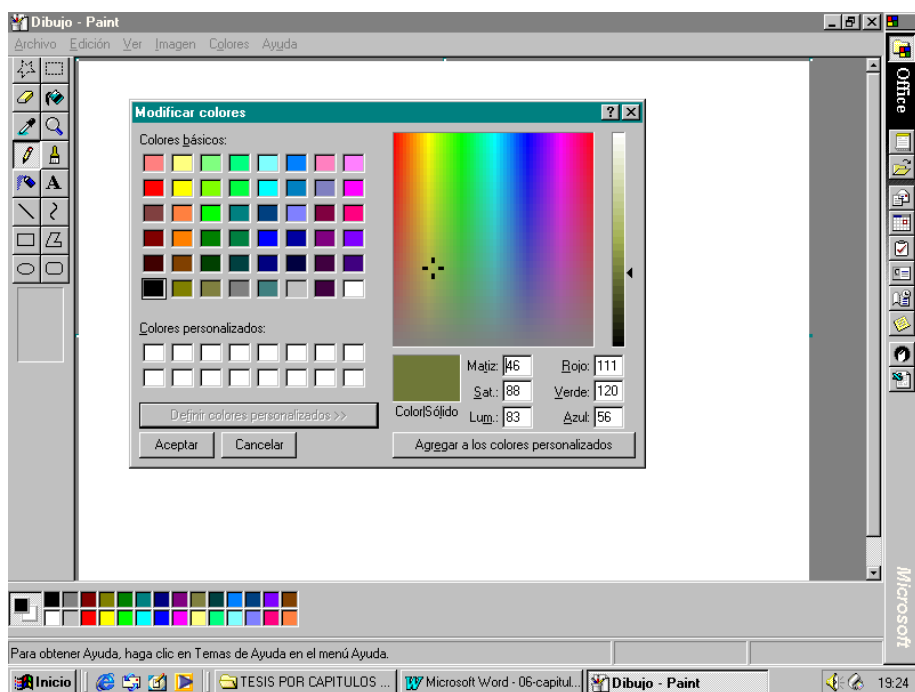 Dibujo - Paint
Archivo Edición Ver Imagen Colores Ayuda
Office
Modificar colores
Colores básicos:
Colores personalizados:
Definir colores personalizados >>
Aceptar Cancelar
Matiz: 46 Rojo: 111
Sat.: 88 Verde: 120
Color|Sólido Lum.: 83 Azul: 56
Agregar a los colores personalizados
Microsoft
Para obtener Ayuda, haga clic en Temas de Ayuda en el menú Ayuda.
Inicio TESIS POR CAPITULOS ... Microsoft Word - 06-capitul... Dibujo - Paint 19:24